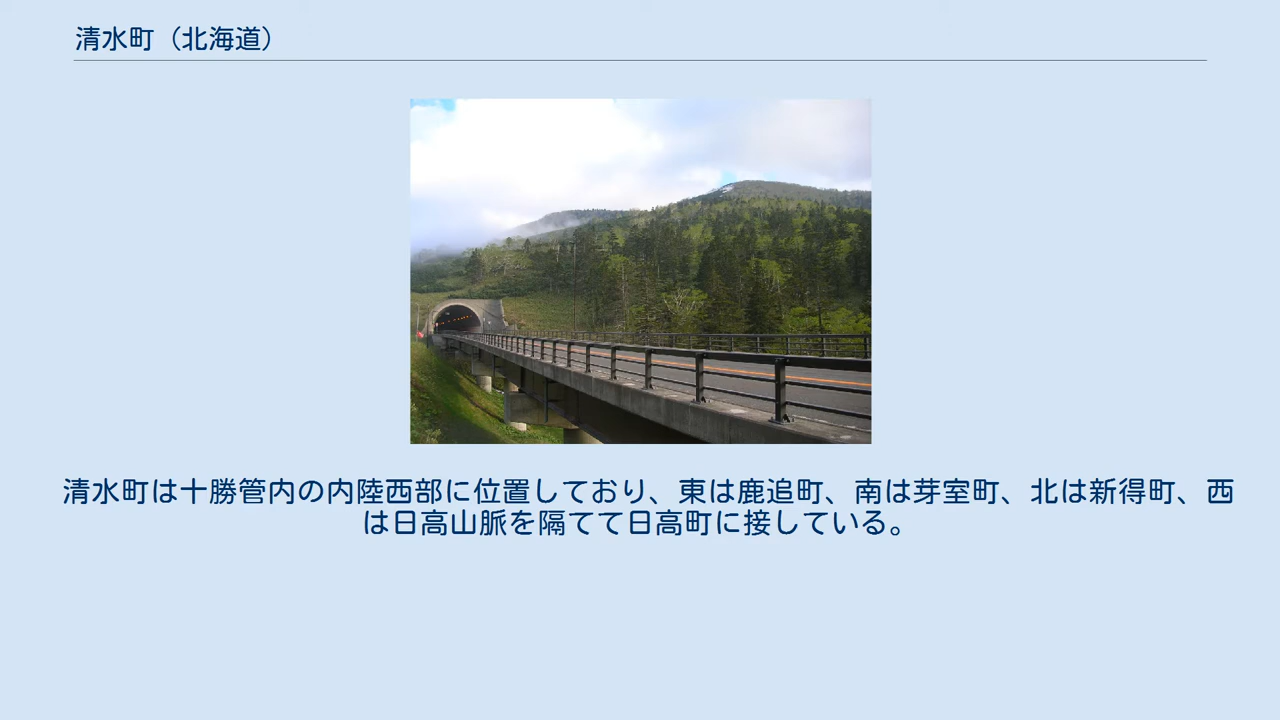 清水町（北海道）
清水町は十勝管内の内陸西部に位置しており、東は鹿追町、南は芽室町、北は新得町、西
は日高山脈を隔てて日高町に接している。